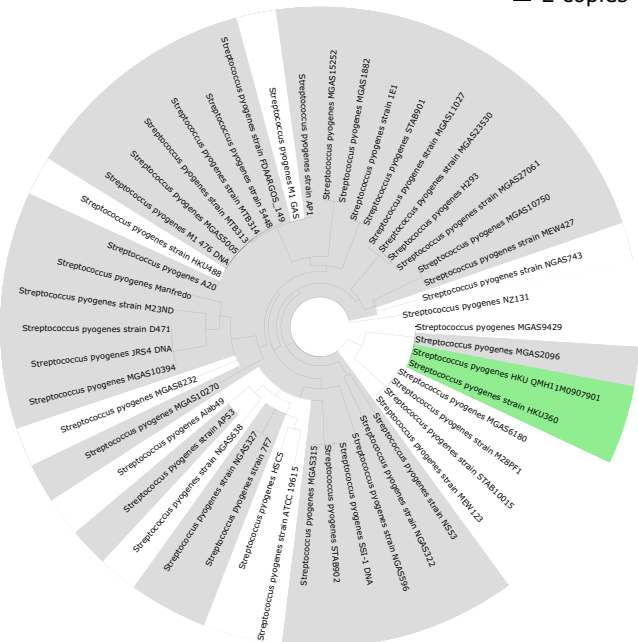 2 copies
Streptococcus pyogenes M1 GAS
Streptococcus pyogenes strain AP1
Streptococcus pyogenes MGAS15252
Streptococcus pyogenes MGAS1882
Streptococcus pyogenes strain 1E1
Streptococcus pyogenes STAB901
Streptococcus pyogenes strain MGAS11027
Streptococcus pyogenes strain MGAS23530
Streptococcus pyogenes H293
Streptococcus pyogenes strain MGAS27061
Streptococcus pyogenes MGAS10750
Streptococcus pyogenes strain MEW427
Streptococcus pyogenes strain NGAS743
Streptococcus pyogenes NZ131
Streptococcus pyogenes MGAS9429
Streptococcus pyogenes MGAS2096
Streptococcus pyogenes HKU QMH11M0907901
Streptococcus pyogenes strain HKU360
Streptococcus pyogenes MGAS6180
Streptococcus pyogenes strain M28PF1
Streptococcus pyogenes strain STAB10015
Streptococcus pyogenes strain MEW123
Streptococcus pyogenes strain NS53
Streptococcus pyogenes strain NGAS322
Streptococcus pyogenes strain NGAS596
Streptococcus pyogenes SSI-1 DNA
Streptococcus pyogenes STAB902
Streptococcus pyogenes MGAS315
Streptococcus pyogenes strain ATCC 19615
Streptococcus pyogenes HSC5
Streptococcus pyogenes strain 7F7
Streptococcus pyogenes strain NGAS327
Streptococcus pyogenes strain NGAS638
Streptococcus pyogenes strain AP53
Streptococcus pyogenes Alab49
Streptococcus pyogenes MGAS10270
Streptococcus pyogenes MGAS8232
Streptococcus pyogenes MGAS10394
Streptococcus pyogenes JRS4 DNA
Streptococcus pyogenes strain D471
Streptococcus pyogenes strain M23ND
Streptococcus pyogenes Manfredo
Streptococcus pyogenes A20
Streptococcus pyogenes strain HKU488
Streptococcus pyogenes M1 476 DNA
Streptococcus pyogenes MGAS5005
Streptococcus pyogenes strain MTB313
Streptococcus pyogenes strain MTB314
Streptococcus pyogenes strain 5448
Streptococcus pyogenes strain FDAARGOS_149